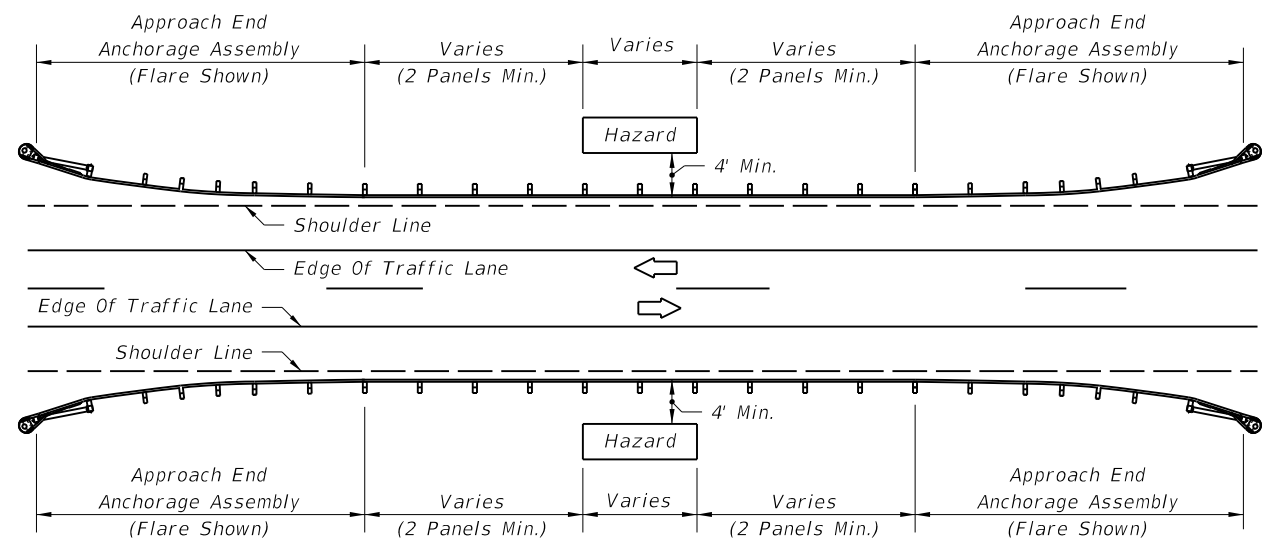 Approach End
Anchorage Assembly
(Flare Shown)
Varies
(2 Panels Min.)
Varies
Varies
(2 Panels Min.)
Approach End
Anchorage Assembly
(Flare Shown)
Hazard
4' Min.
Shoulder Line
Edge Of Traffic Lane
Edge Of Traffic Lane
Shoulder Line
4' Min.
Hazard
Approach End
Anchorage Assembly
(Flare Shown)
Varies
(2 Panels Min.)
Varies
Varies
(2 Panels Min.)
Approach End
Anchorage Assembly
(Flare Shown)